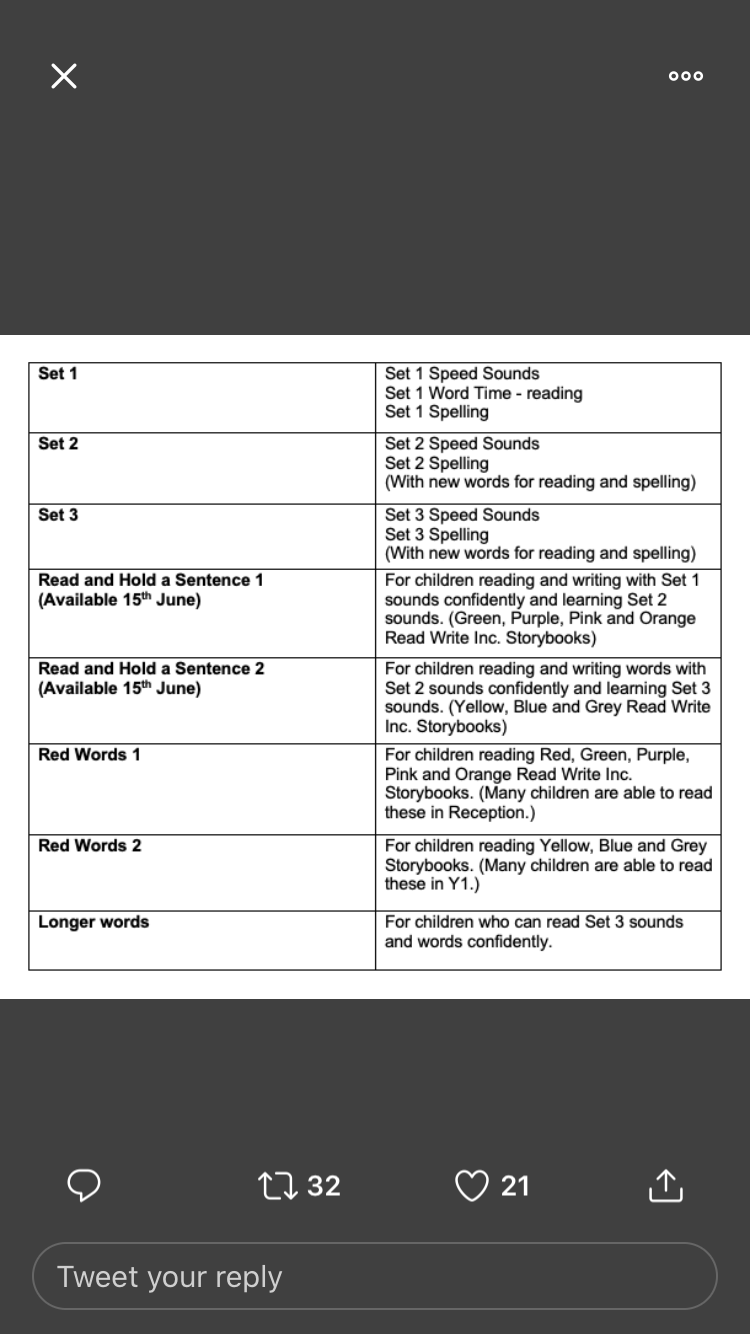 Set 1
Set 1 Speed Sounds
Set 1 Word Time - reading
Set 1 Spelling
Set 2
Set 2 Speed Sounds
Set 2 Spelling
(With new words for reading and spelling)
Set 3
Set 3 Speed Sounds
Set 3 Spelling
(With new words for reading and spelling)
Read and Hold a Sentence 1
(Available 15th June)
For children reading and writing with Set 1
sounds confidently and learning Set 2
sounds. (Green, Purple, Pink and Orange
Read Write Inc. Storybooks)
Read and Hold a Sentence 2
(Available 15th June)
For children reading and writing words with
Set 2 sounds confidently and learning Set 3
sounds. (Yellow, Blue and Grey Read Write
Inc. Storybooks)
Red Words 1
For children reading Red, Green, Purple,
Pink and Orange Read Write Inc.
Storybooks. (Many children are able to read
these in Reception.)
Red Words 2
For children reading Yellow, Blue and Grey
Storybooks. (Many children are able to read
these in Y1.)
Longer words
For children who can read Set 3 sounds
and words confidently.
32
21
Tweet your reply